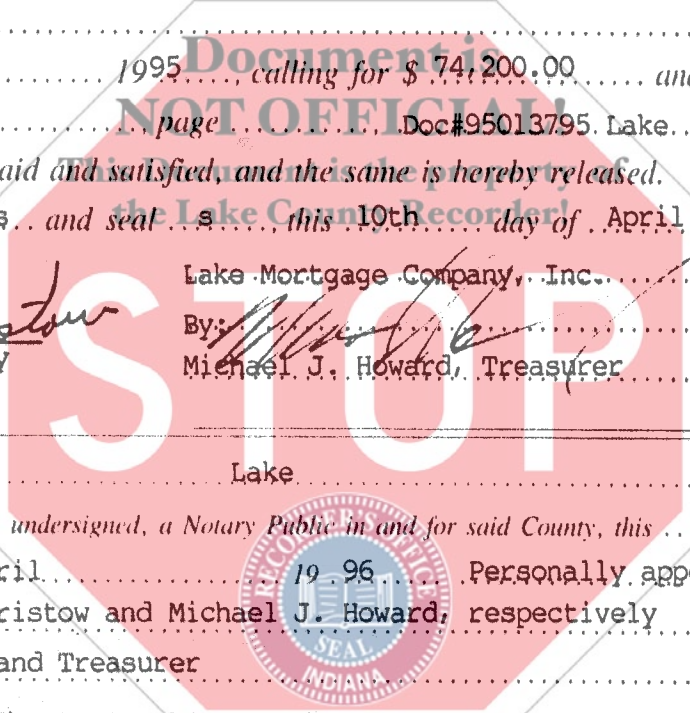 Document is
1995, calling for $ 74,200.00 and
NOT OFFICIAL!
page Doc#95013795 Lake
aid and satisfied, and the same is hereby released.
This Document is the property of
s and seal s this 10th day of April
the Lake County Recorder!
Lake Mortgage Company, Inc.
stow
By:
y
Michael J. Howard, Treasurer
STOP
Lake
undersigned, a Notary Public in and for said County, this
ril 19 96 Personally appe
ristow and Michael J. Howard, respectively
and Treasurer
RECORDER'S OFFICE
SEAL
INDIANA